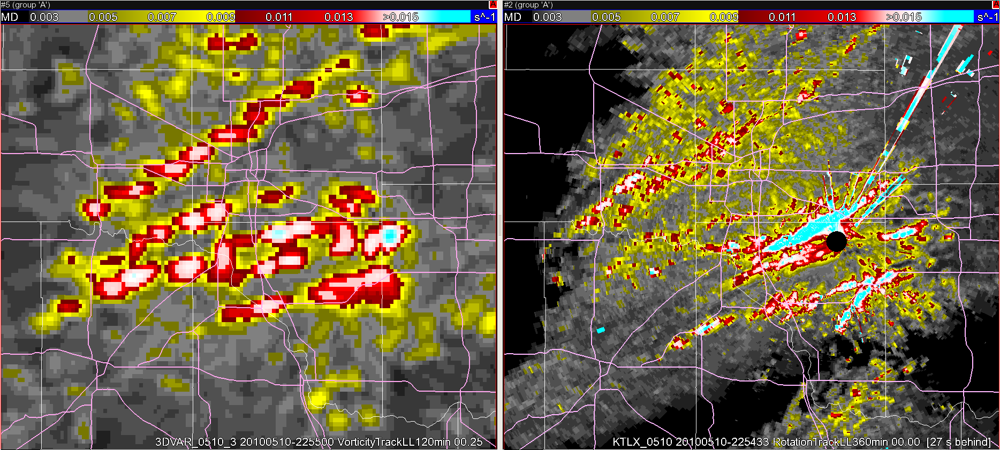 #5 (group 'A')
A
MD 0.003 0.005 0.007 0.009 0.011 0.013 >0.015 s^-1
3DVAR_0510_3 20100510-225500 VorticityTrackLL120min 00.25
#2 (group 'A')
A
MD 0.003 0.005 0.007 0.009 0.011 0.013 >0.015 s^-1
KTLX_0510 20100510-225433 RotationTrackLL360min 00.00 [27 s behind]